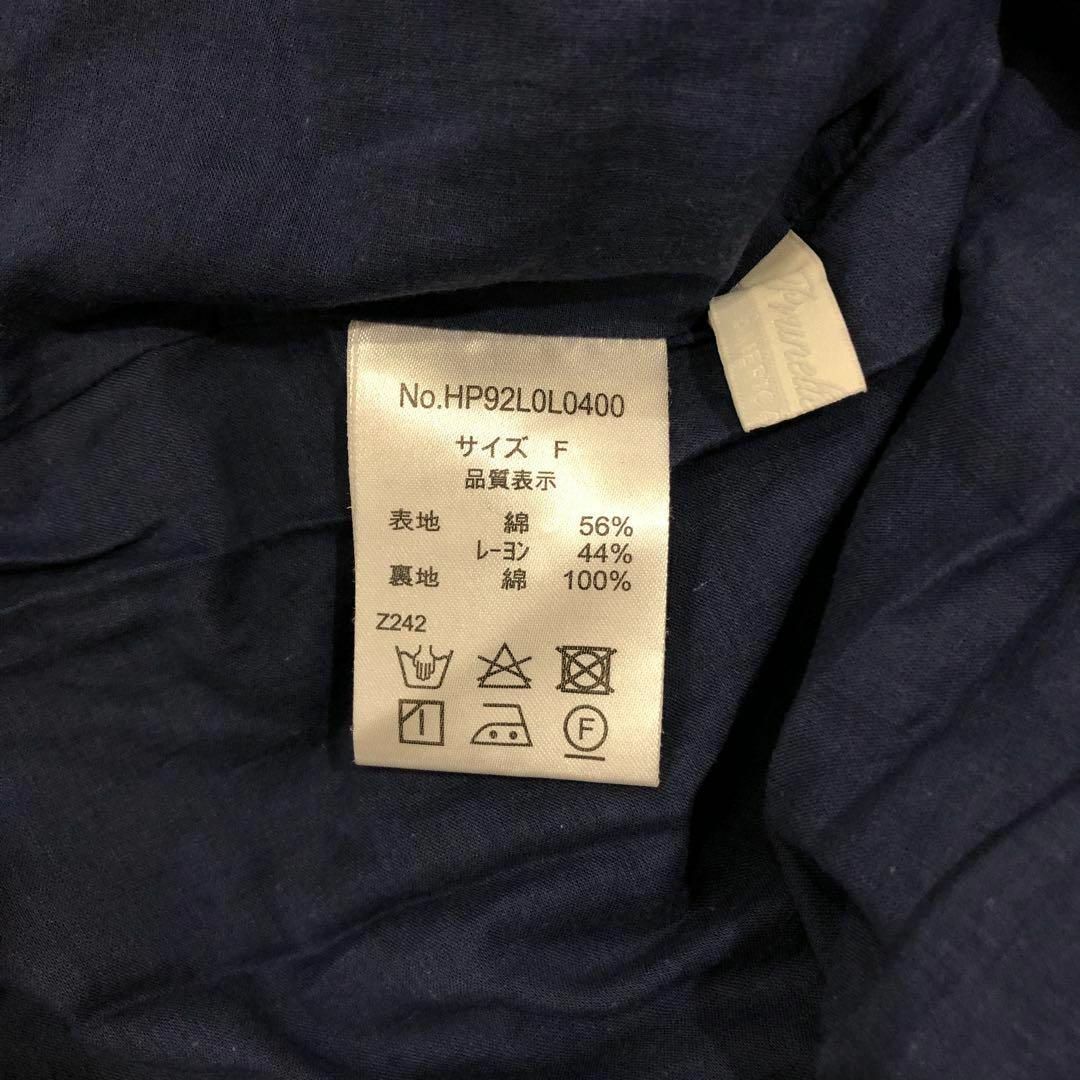 No.HP92L0L0400
サイズ F
品質表示
表地 綿 56%
レーヨン 44%
裏地 綿 100%
Z242
F